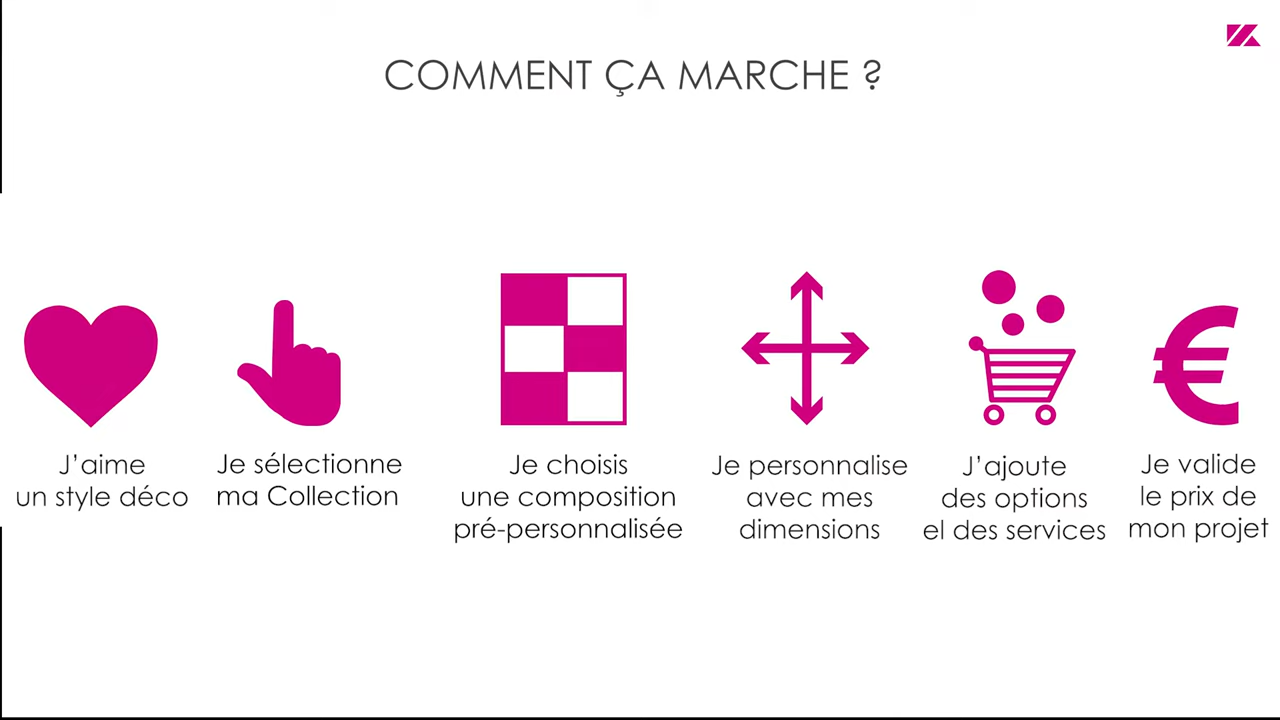 COMMENT ÇA MARCHE ?
J’aime
un style déco
Je sélectionne
ma Collection
Je choisis
une composition
pré-personnalisée
Je personnalise
avec mes
dimensions
J’ajoute
des options
el des services
Je valide
le prix de
mon projet